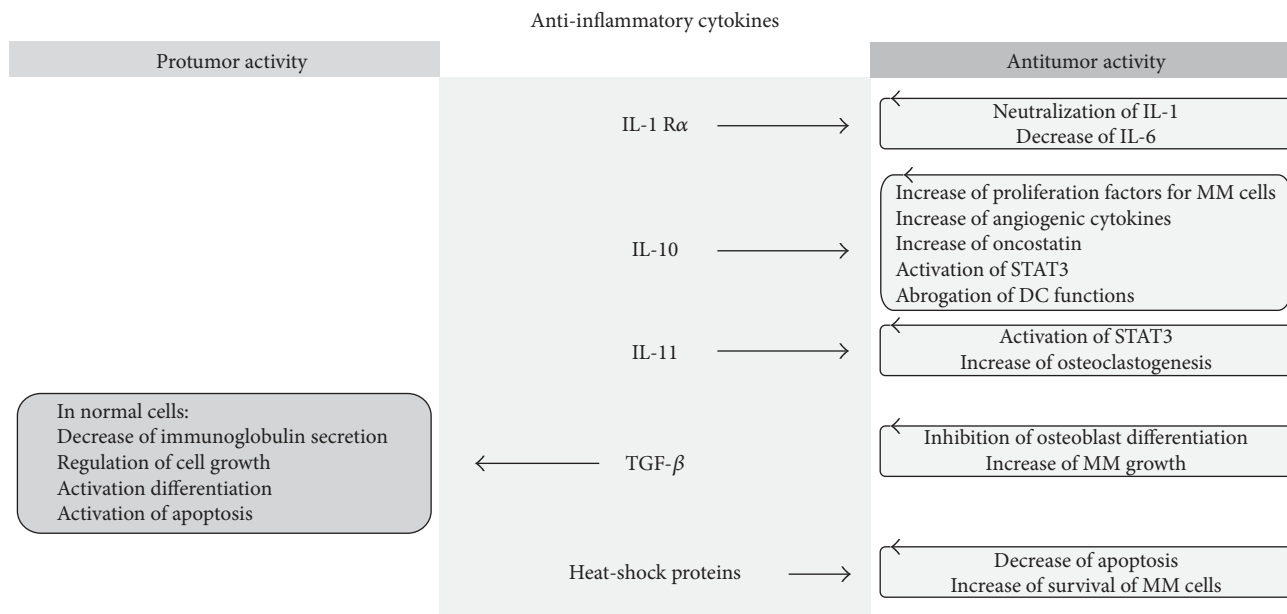 Anti-inflammatory cytokines
Protumor activity
Antitumor activity
IL-1 Rα
Neutralization of IL-1
Decrease of IL-6
IL-10
Increase of proliferation factors for MM cells
Increase of angiogenic cytokines
Increase of oncostatin
Activation of STAT3
Abrogation of DC functions
IL-11
Activation of STAT3
Increase of osteoclastogenesis
In normal cells:
Decrease of immunoglobulin secretion
Regulation of cell growth
Activation differentiation
Activation of apoptosis
TGF-β
Inhibition of osteoblast differentiation
Increase of MM growth
Heat-shock proteins
Decrease of apoptosis
Increase of survival of MM cells